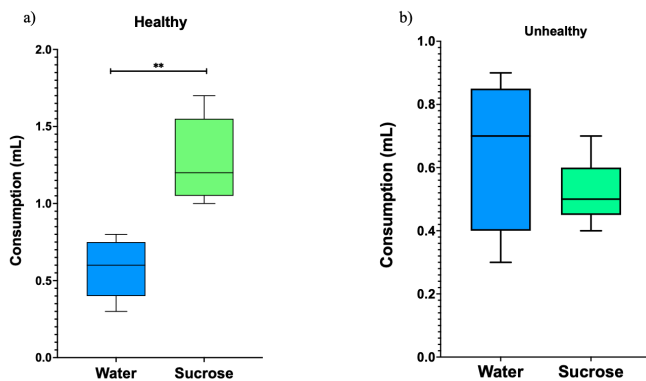 a)
Healthy
2.0
1.5
1.0
0.5
0.0
Consumption (mL)
**
Water Sucrose
b)
Unhealthy
1.0
0.8
0.6
0.4
0.2
0.0
Consumption (mL)
Water Sucrose